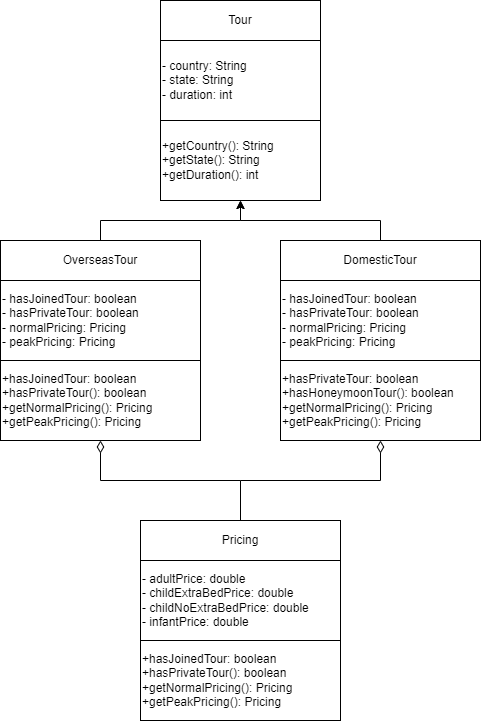 Tour
- country: String
- state: String
- duration: int
+getCountry(): String
+getState(): String
+getDuration(): int
OverseasTour
- hasJoinedTour: boolean
- hasPrivateTour: boolean
- normalPricing: Pricing
- peakPricing: Pricing
+hasJoinedTour: boolean
+hasPrivateTour(): boolean
+getNormalPricing(): Pricing
+getPeakPricing(): Pricing
DomesticTour
- hasJoinedTour: boolean
- hasPrivateTour: boolean
- normalPricing: Pricing
- peakPricing: Pricing
+hasPrivateTour: boolean
+hasHoneymoonTour(): boolean
+getNormalPricing(): Pricing
+getPeakPricing(): Pricing
Pricing
- adultPrice: double
- childExtraBedPrice: double
- childNoExtraBedPrice: double
- infantPrice: double
+hasJoinedTour: boolean
+hasPrivateTour(): boolean
+getNormalPricing(): Pricing
+getPeakPricing(): Pricing